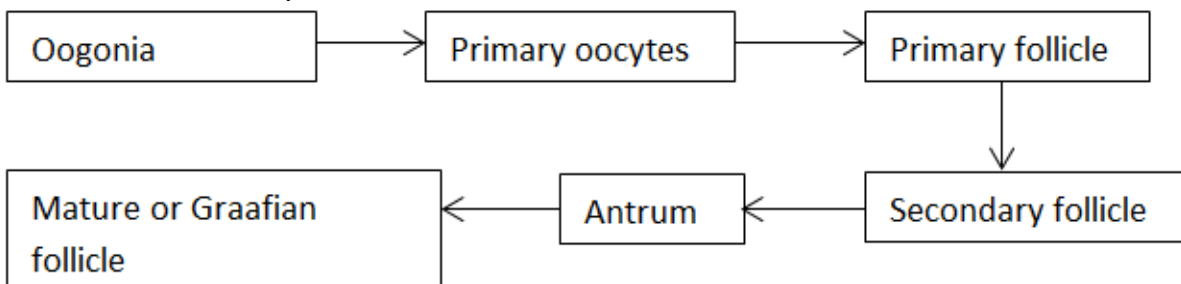 Oogonia
Primary oocytes
Primary follicle
Secondary follicle
Antrum
Mature or Graafian
follicle